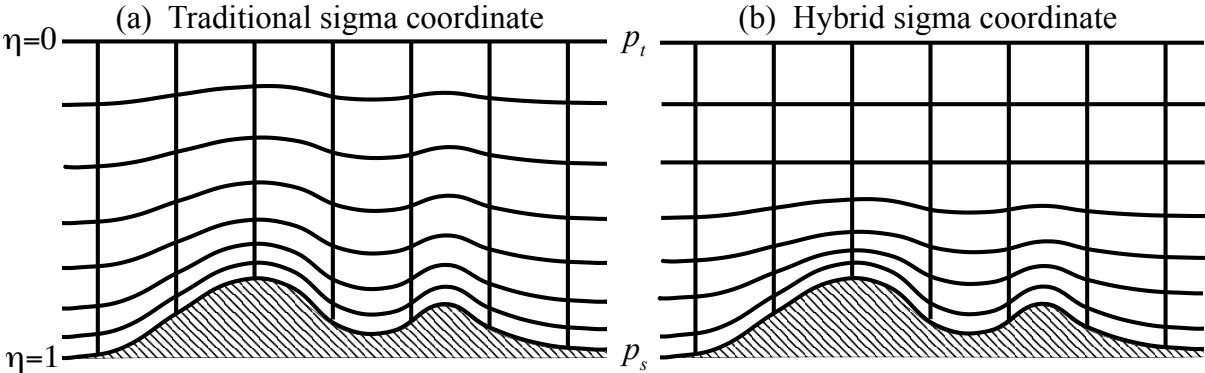 (a) Traditional sigma coordinate
(b) Hybrid sigma coordinate
η=0
p_t
η=1
p_s